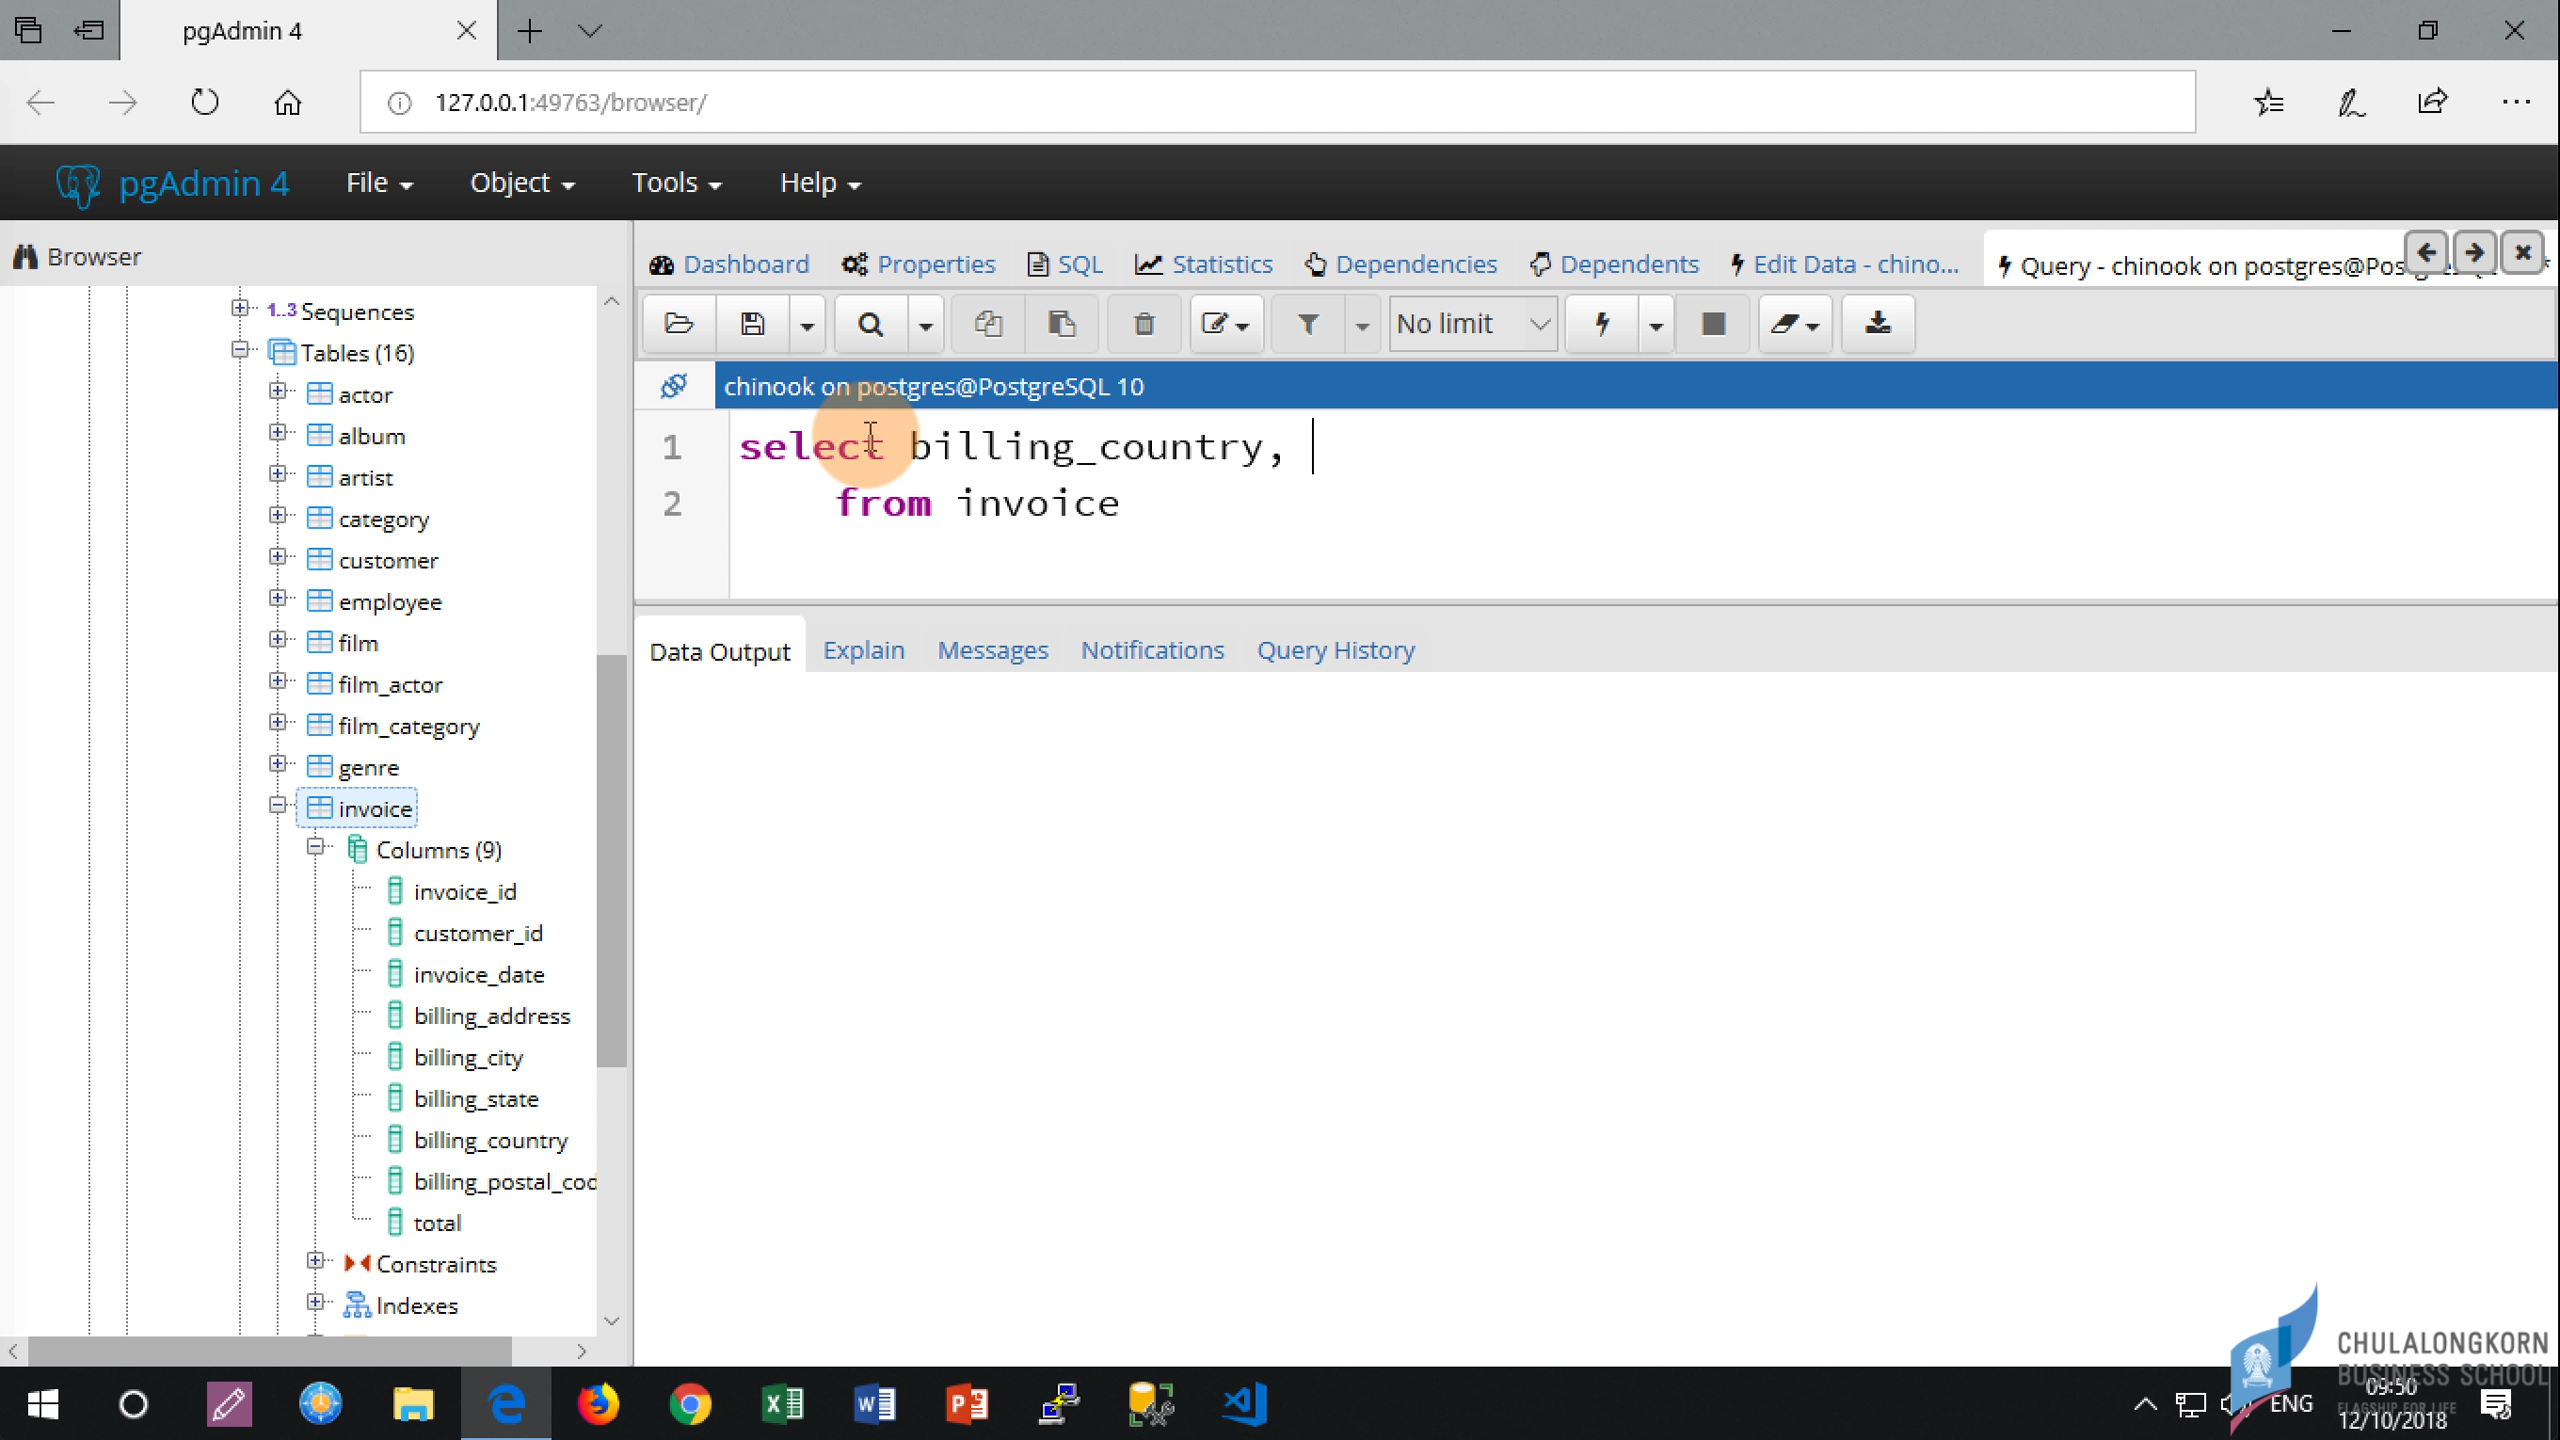 pgAdmin 4
127.0.0.1:49763/browser/
pgAdmin 4 File Object Tools Help
Browser
Dashboard Properties SQL Statistics Dependencies Dependents Edit Data - chino... Query - chinook on postgres@Pos
No limit
chinook on postgres@PostgreSQL 10
1 select billing_country,
2 from invoice
Data Output Explain Messages Notifications Query History
1..3 Sequences
Tables (16)
actor
album
artist
category
customer
employee
film
film_actor
film_category
genre
invoice
Columns (9)
invoice_id
customer_id
invoice_date
billing_address
billing_city
billing_state
billing_country
billing_postal_cod
total
Constraints
Indexes
CHULALONGKORN
BUSINESS SCHOOL
FLAGSHIP FOR LIFE
ENG
09:50
12/10/2018